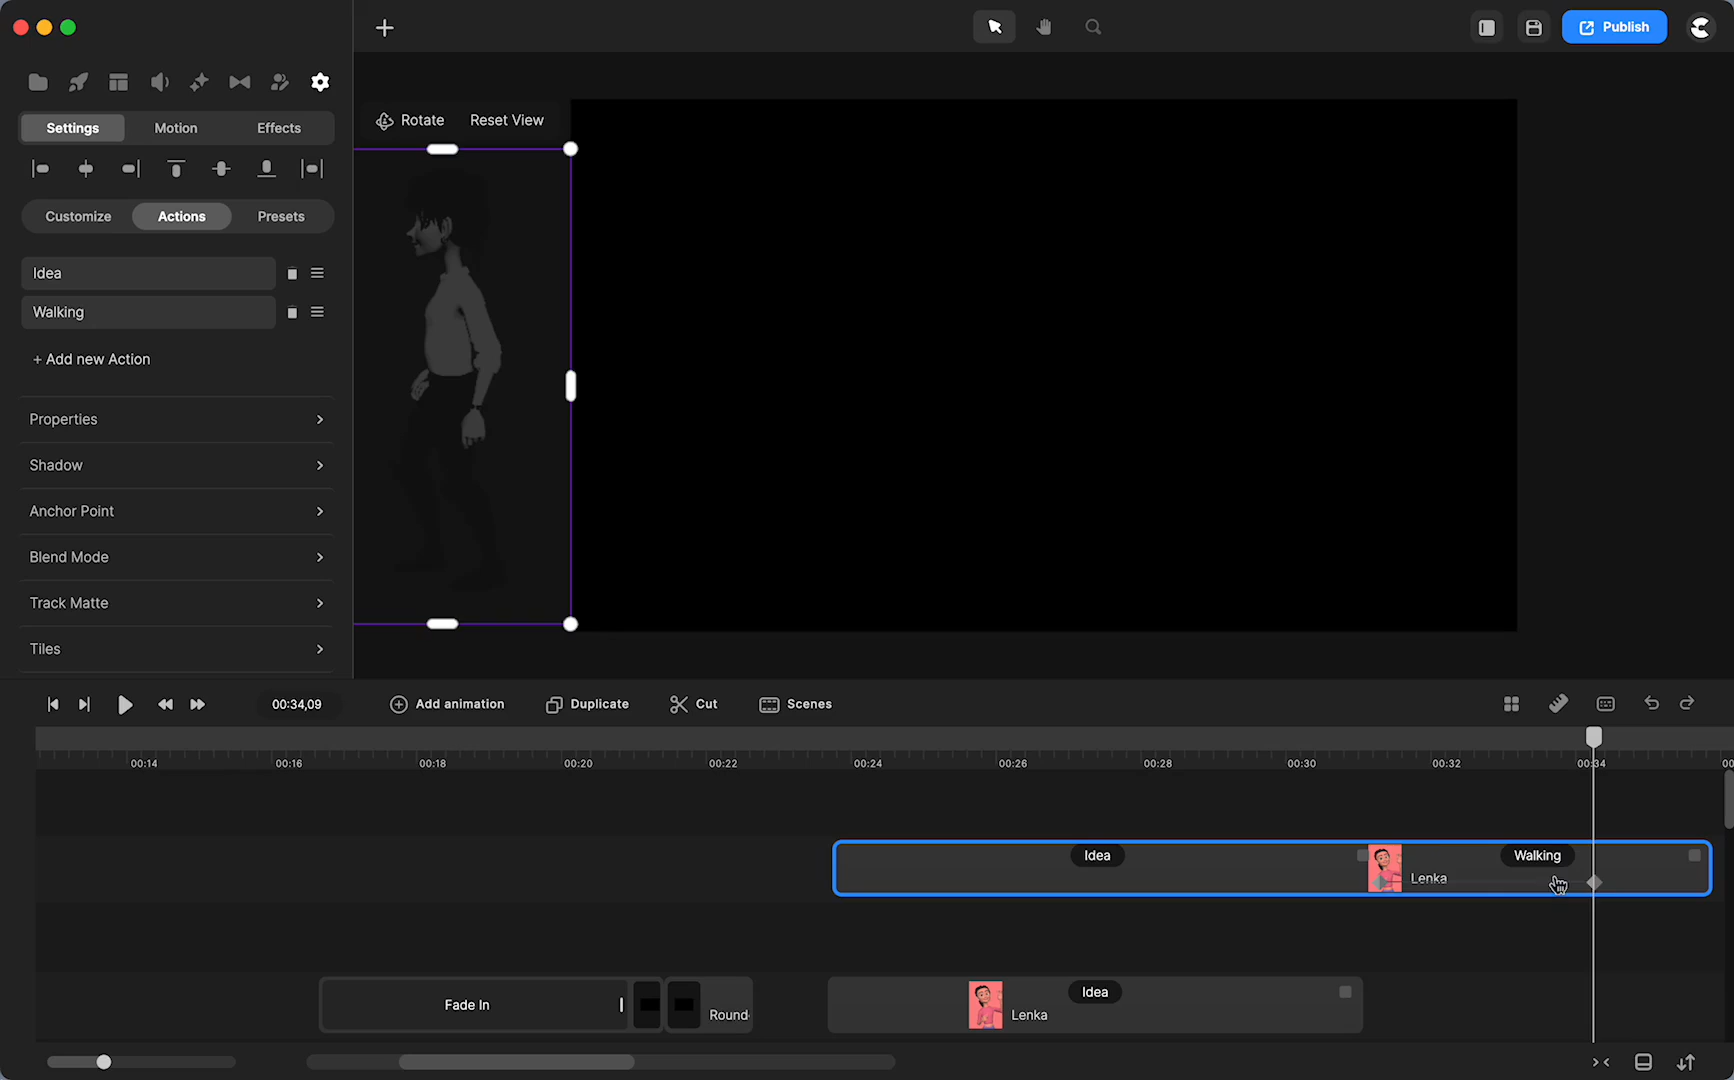 Publish
Settings
Motion
Effects
Rotate
Reset View
Customize
Actions
Presets
Idea
Walking
+ Add new Action
Properties
Shadow
Anchor Point
Blend Mode
Track Matte
Tiles
00:34,09
Add animation
Duplicate
Cut
Scenes
00:14
00:16
00:18
00:20
00:22
00:24
00:26
00:28
00:30
00:32
00:34
00
Idea
Walking
Lenka
Fade In
Round
Idea
Lenka